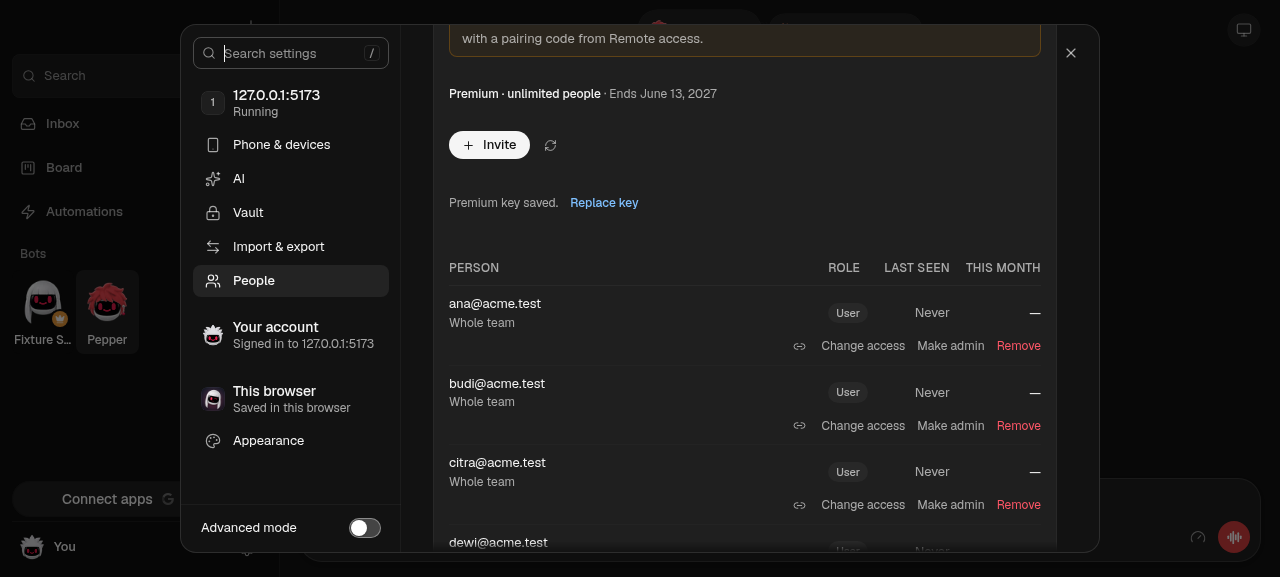 Search settings
/
1
127.0.0.1:5173
Running
Phone & devices
AI
Vault
Import & export
People
Your account
Signed in to 127.0.0.1:5173
This browser
Saved in this browser
Appearance
Advanced mode
Search
Inbox
Board
Automations
Bots
Fixture S...
Pepper
Connect apps
You
with a pairing code from Remote access.
Premium · unlimited people · Ends June 13, 2027
+ Invite
Premium key saved. Replace key
PERSON ROLE LAST SEEN THIS MONTH
ana@acme.test
Whole team
User Never —
Change access Make admin Remove
budi@acme.test
Whole team
User Never —
Change access Make admin Remove
citra@acme.test
Whole team
User Never —
Change access Make admin Remove
dewi@acme.test
User Never